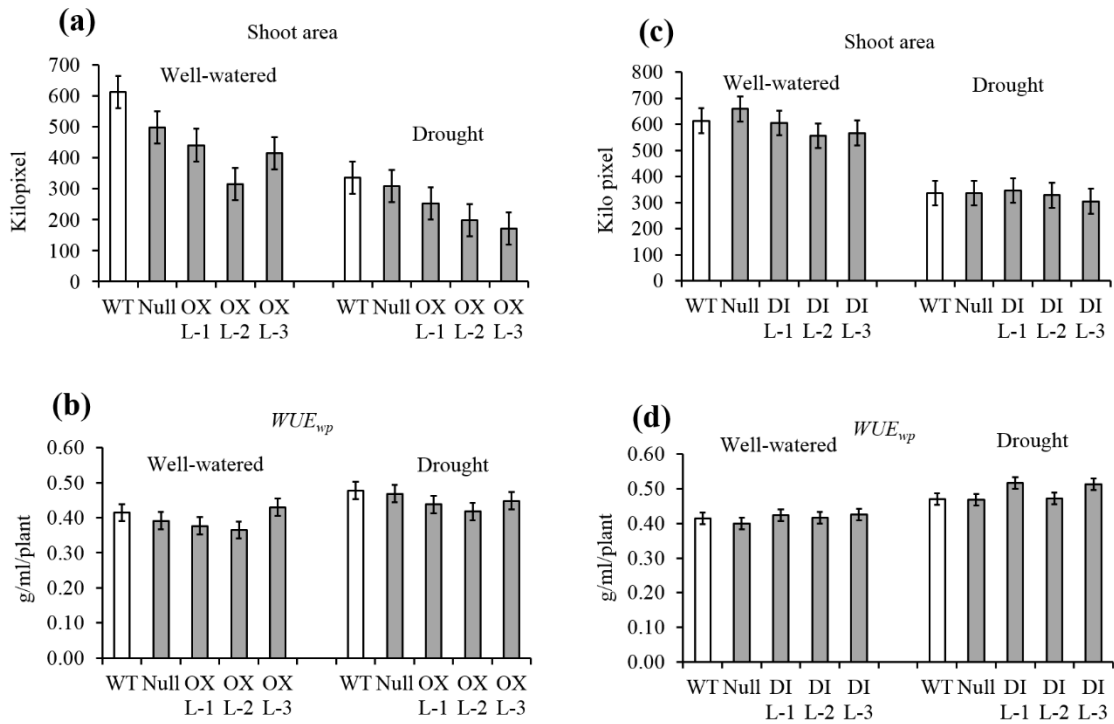 (a)
Shoot area
Well-watered
Drought
Kilopixel
700
600
500
400
300
200
100
0
WT Null OX OX OX WT Null OX OX OX
L-1 L-2 L-3 L-1 L-2 L-3
(c)
Shoot area
Well-watered
Drought
Kilo pixel
800
700
600
500
400
300
200
100
0
WT Null DI DI DI WT Null DI DI DI
L-1 L-2 L-3 L-1 L-2 L-3
(b)
WUEwp
Well-watered
Drought
g/ml/plant
0.60
0.50
0.40
0.30
0.20
0.10
0.00
WT Null OX OX OX WT Null OX OX OX
L-1 L-2 L-3 L-1 L-2 L-3
(d)
WUEwp
Well-watered
Drought
g/ml/plant
0.60
0.50
0.40
0.30
0.20
0.10
0.00
WT Null DI DI DI WT Null DI DI DI
L-1 L-2 L-3 L-1 L-2 L-3